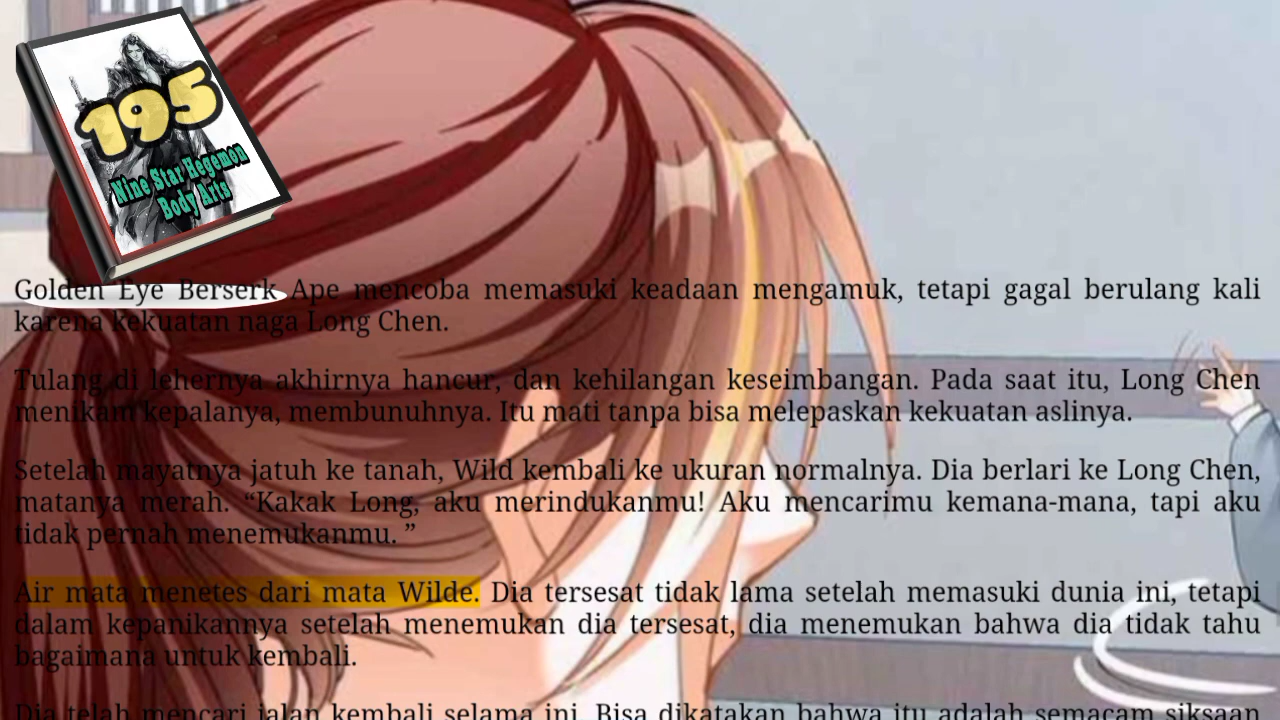 195
Nine Star Hegemon
Body Arts
Golden Eye Berserk Ape mencoba memasuki keadaan mengamuk, tetapi gagal berulang kali
karena kekuatan naga Long Chen.
Tulang di lehernya akhirnya hancur, dan kehilangan keseimbangan. Pada saat itu, Long Chen
menikam kepalanya, membunuhnya. Itu mati tanpa bisa melepaskan kekuatan aslinya.
Setelah mayatnya jatuh ke tanah, Wild kembali ke ukuran normalnya. Dia berlari ke Long Chen,
matanya merah. “Kakak Long, aku merindukanmu! Aku mencarimu kemana-mana, tapi aku
tidak pernah menemukanmu. ”
Air mata menetes dari mata Wilde. Dia tersesat tidak lama setelah memasuki dunia ini, tetapi
dalam kepanikannya setelah menemukan dia tersesat, dia menemukan bahwa dia tidak tahu
bagaimana untuk kembali.
Dia telah mencari jalan kembali selama ini. Bisa dikatakan bahwa itu adalah semacam siksaan